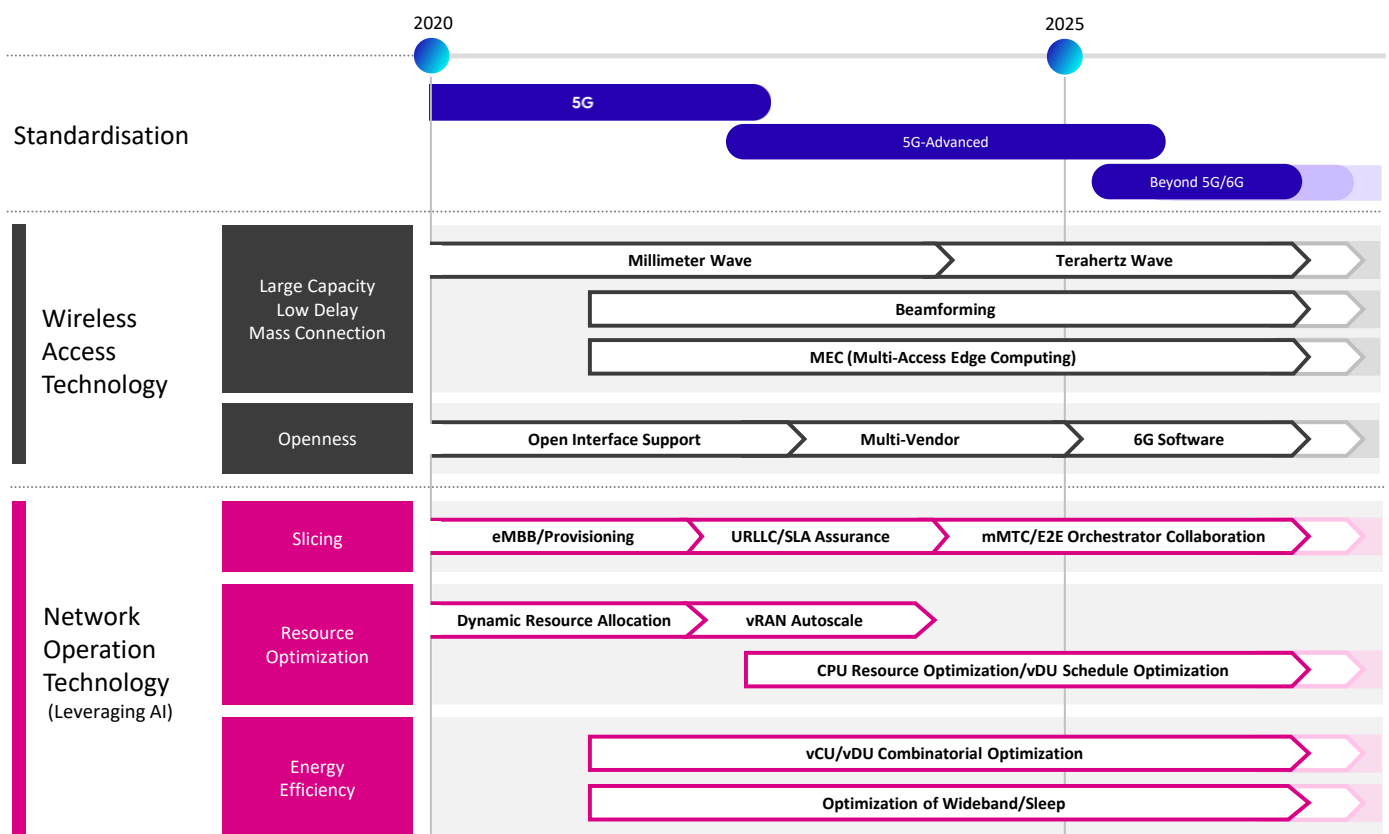 2020
2025
Standardisation
5G
5G-Advanced
Beyond 5G/6G
Wireless
Access
Technology
Large Capacity
Low Delay
Mass Connection
Millimeter Wave
Terahertz Wave
Beamforming
MEC (Multi-Access Edge Computing)
Openness
Open Interface Support
Multi-Vendor
6G Software
Network
Operation
Technology
(Leveraging AI)
Slicing
eMBB/Provisioning
URLLC/SLA Assurance
mMTC/E2E Orchestrator Collaboration
Resource
Optimization
Dynamic Resource Allocation
vRAN Autoscale
CPU Resource Optimization/vDU Schedule Optimization
Energy
Efficiency
vCU/vDU Combinatorial Optimization
Optimization of Wideband/Sleep